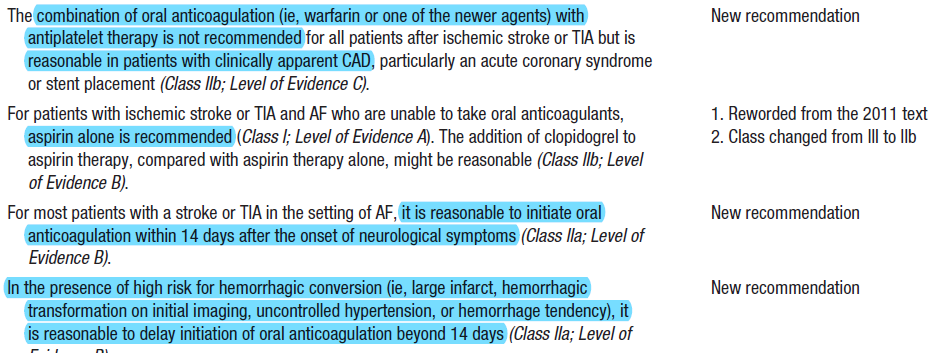 The combination of oral anticoagulation (ie, warfarin or one of the newer agents) with
antiplatelet therapy is not recommended for all patients after ischemic stroke or TIA but is
reasonable in patients with clinically apparent CAD, particularly an acute coronary syndrome
or stent placement (Class IIb; Level of Evidence C).
New recommendation
For patients with ischemic stroke or TIA and AF who are unable to take oral anticoagulants,
aspirin alone is recommended (Class I; Level of Evidence A). The addition of clopidogrel to
aspirin therapy, compared with aspirin therapy alone, might be reasonable (Class IIb; Level
of Evidence B).
1. Reworded from the 2011 text
2. Class changed from III to IIb
For most patients with a stroke or TIA in the setting of AF, it is reasonable to initiate oral
anticoagulation within 14 days after the onset of neurological symptoms (Class IIa; Level of
Evidence B).
New recommendation
In the presence of high risk for hemorrhagic conversion (ie, large infarct, hemorrhagic
transformation on initial imaging, uncontrolled hypertension, or hemorrhage tendency), it
is reasonable to delay initiation of oral anticoagulation beyond 14 days (Class IIa; Level of
New recommendation